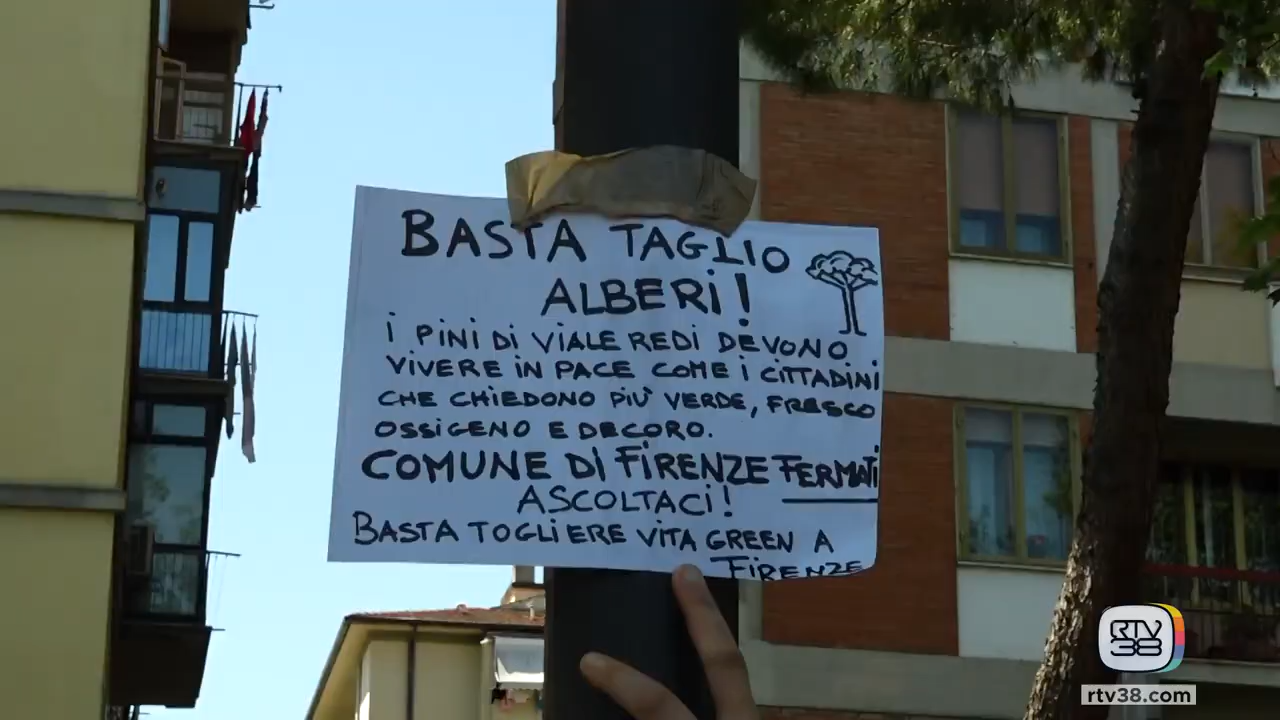 BASTA TAGLIO
ALBERi!
i PINI Di VIALE REDI DEVONO
ViVERE iN PACE COME i CiTTADiNi
CHE CHiEDONO PiÙ VERDE, FRESCO
OSSiGENO E DECORO.
COMUNE Di FiRENZE FERMATi
ASCOLTACi!
BASTA TOGLiERE ViTA GREEN A
FiRENZE
RTV
38
rtv38.com